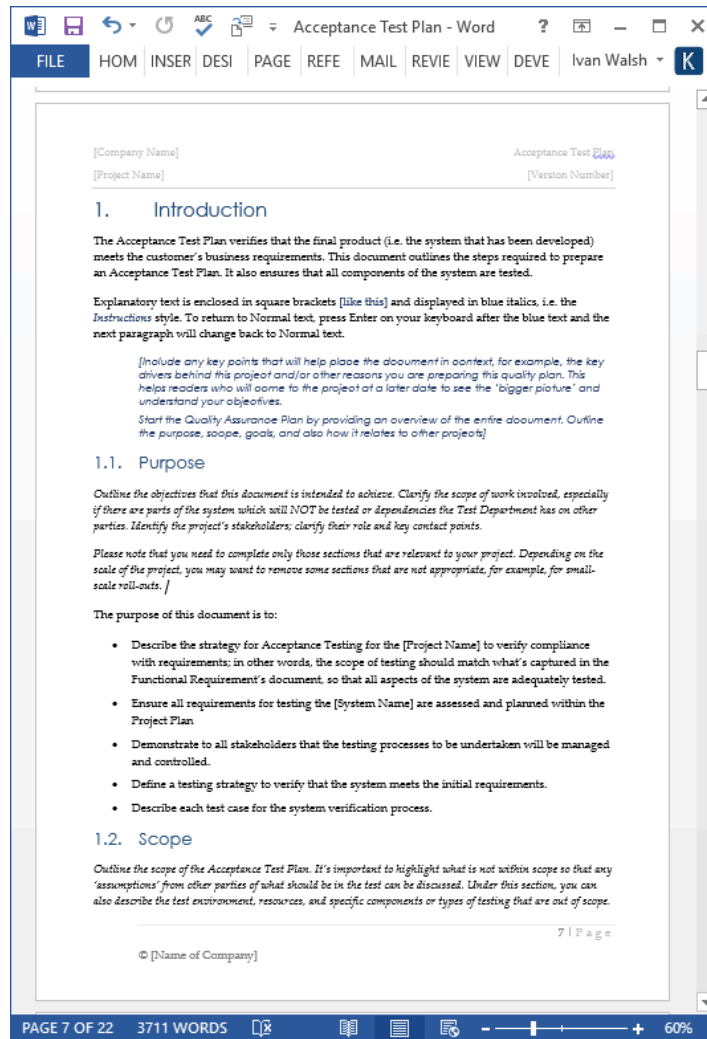 ABC Acceptance Test Plan - Word ?
FILE HOM INSER DESI PAGE REFE MAIL REVIE VIEW DEVE Ivan Walsh K
[Company Name] Acceptance Test Plan
[Project Name] [Version Number]
1. Introduction
The Acceptance Test Plan verifies that the final product (i.e. the system that has been developed)
meets the customer's business requirements. This document outlines the steps required to prepare
an Acceptance Test Plan. It also ensures that all components of the system are tested.
Explanatory text is enclosed in square brackets [like this] and displayed in blue italics, i.e. the
Instructions style. To return to Normal text, press Enter on your keyboard after the blue text and the
next paragraph will change back to Normal text.
[Include any key points that will help place the document in context, for example, the key
drivers behind this project and/or other reasons you are preparing this quality plan. This
helps readers who will come to the project at a later date to see the 'bigger picture' and
understand your objectives.
Start the Quality Assurance Plan by providing an overview of the entire document. Outline
the purpose, scope, goals, and also how it relates to other projects]
1.1. Purpose
Outline the objectives that this document is intended to achieve. Clarify the scope of work involved, especially
if there are parts of the system which will NOT be tested or dependencies the Test Department has on other
parties. Identify the project's stakeholders; clarify their role and key contact points.
Please note that you need to complete only those sections that are relevant to your project. Depending on the
scale of the project, you may want to remove some sections that are not appropriate, for example, for small-
scale roll-outs.
The purpose of this document is to:
• Describe the strategy for Acceptance Testing for the [Project Name] to verify compliance
with requirements; in other words, the scope of testing should match what's captured in the
Functional Requirement's document, so that all aspects of the system are adequately tested.
• Ensure all requirements for testing the [System Name] are assessed and planned within the
Project Plan
• Demonstrate to all stakeholders that the testing processes to be undertaken will be managed
and controlled.
• Define a testing strategy to verify that the system meets the initial requirements.
• Describe each test case for the system verification process.
1.2. Scope
Outline the scope of the Acceptance Test Plan. It's important to highlight what is not within scope so that any
'assumptions' from other parties of what should be in the test can be discussed. Under this section, you can
also describe the test environment, resources, and specific components or types of testing that are out of scope.
7 | P a g e
© [Name of Company]
PAGE 7 OF 22 3711 WORDS 60%